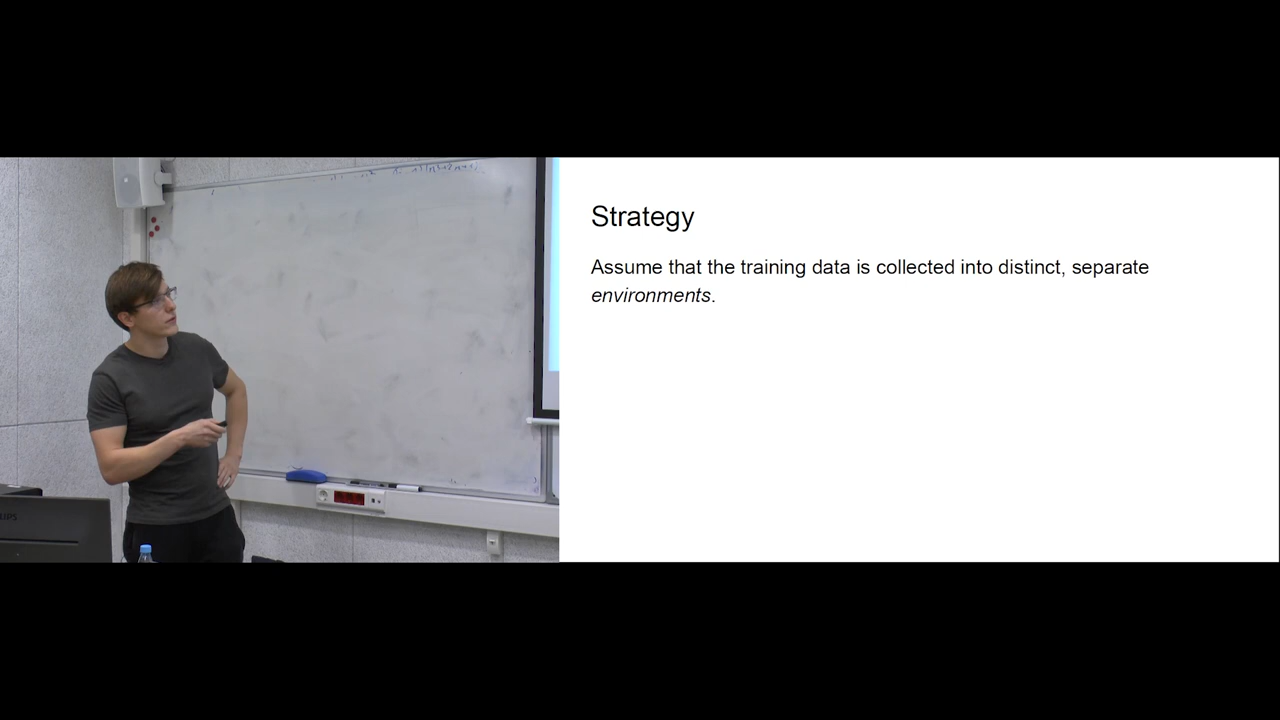 Strategy
Assume that the training data is collected into distinct, separate
environments.